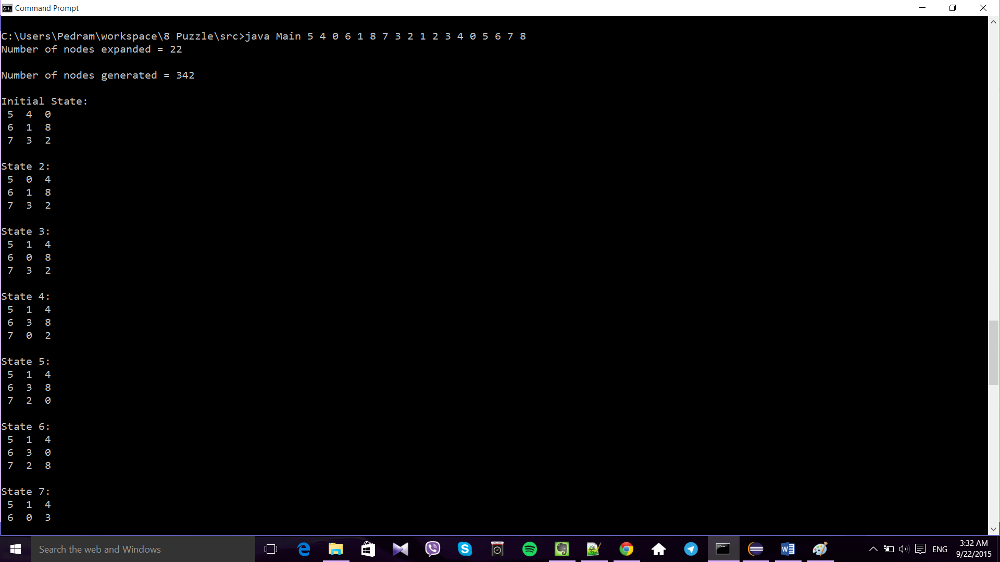 Command Prompt
C:\Users\Pedram\workspace\8 Puzzle\src>java Main 5 4 0 6 1 8 7 3 2 1 2 3 4 0 5 6 7 8
Number of nodes expanded = 22
Number of nodes generated = 342
Initial State:
5 4 0
6 1 8
7 3 2
State 2:
5 0 4
6 1 8
7 3 2
State 3:
5 1 4
6 0 8
7 3 2
State 4:
5 1 4
6 3 8
7 0 2
State 5:
5 1 4
6 3 8
7 2 0
State 6:
5 1 4
6 3 0
7 2 8
State 7:
5 1 4
6 0 3
Search the web and Windows
ENG
3:32 AM
9/22/2015